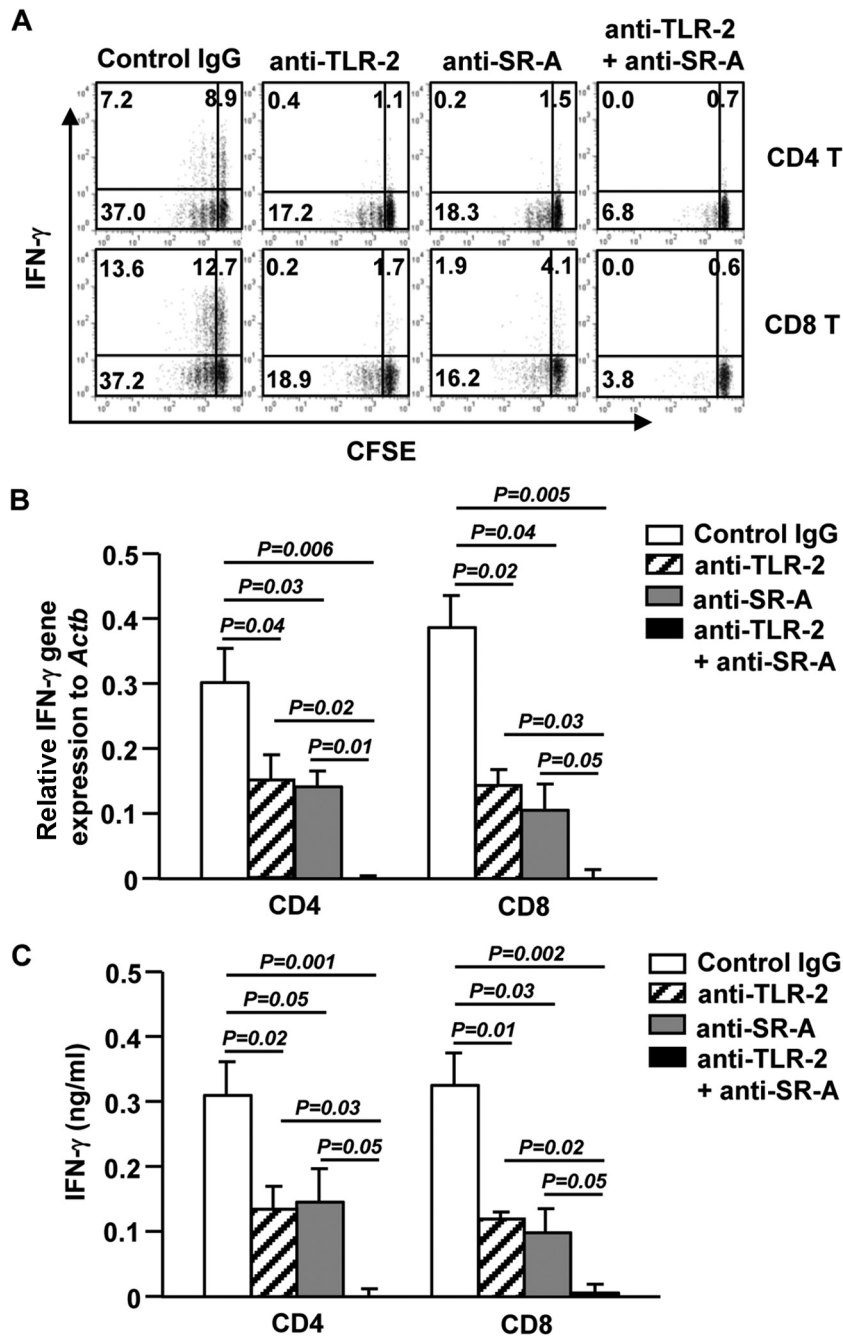 A
Control IgG
anti-TLR-2
anti-SR-A
anti-TLR-2
+ anti-SR-A
7.2 8.9 0.4 1.1 0.2 1.5 0.0 0.7
CD4 T
37.0 17.2 18.3 6.8
13.6 12.7 0.2 1.7 1.9 4.1 0.0 0.6
CD8 T
37.2 18.9 16.2 3.8
IFN-γ
CFSE
B
P=0.005
P=0.006 P=0.04
P=0.03 P=0.02
P=0.04
P=0.02 P=0.03
P=0.01 P=0.05
Control IgG
anti-TLR-2
anti-SR-A
anti-TLR-2
+ anti-SR-A
Relative IFN-γ gene
expression to Actb
0.5
0.4
0.3
0.2
0.1
0
CD4 CD8
C
P=0.001 P=0.002
P=0.05 P=0.03
P=0.02 P=0.01
P=0.03 P=0.02
P=0.05 P=0.05
Control IgG
anti-TLR-2
anti-SR-A
anti-TLR-2
+ anti-SR-A
IFN-γ (ng/ml)
0.5
0.4
0.3
0.2
0.1
0
CD4 CD8